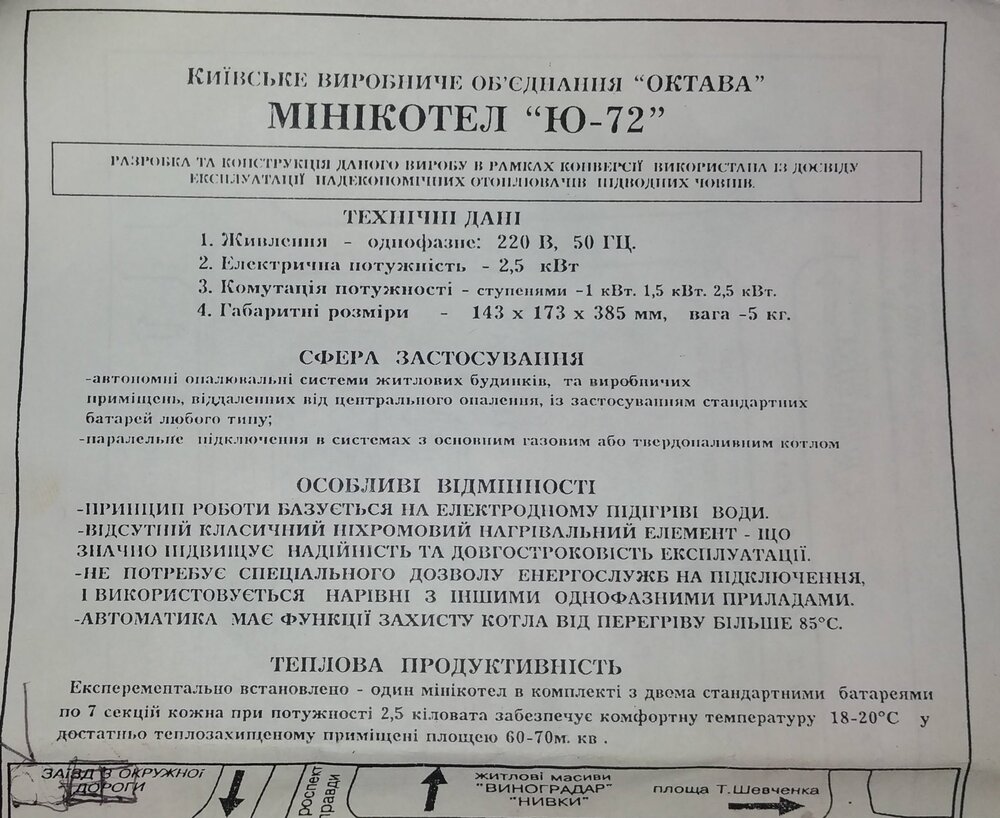 Київське виробниче об'єднання "ОКТАВА"
МІНІКОТЕЛ "Ю-72"
РАЗРОБКА ТА КОНСТРУКЦІЯ ДАНОГО ВИРОБУ В РАМКАХ КОНВЕРСІЇ ВИКОРИСТАНА ІЗ ДОСВІДУ
ЕКСПЛУАТАЦІЇ НАДЕКОНОМІЧНИХ ОТОПЛЮВАЧІВ ПІДВОДНИХ ЧОВНІВ.
ТЕХНІЧНІ ДАНІ
1. Живлення - однофазне: 220 В, 50 ГЦ.
2. Електрична потужність - 2,5 кВт
3. Комутація потужності - ступенями -1 кВт. 1,5 кВт. 2,5 кВт.
4. Габаритні розміри - 143 х 173 х 385 мм, вага -5 кг.
СФЕРА ЗАСТОСУВАННЯ
-автономні опалювальні системи житлових будинків, та виробничих
приміщень, віддаленних від центрального опалення, із застосуванням стандартних
батарей любого типу;
-паралельне підключення в системах з основним газовим або твердопаливним котлом
ОСОБЛИВІ ВІДМІННОСТІ
-ПРИНЦИП РОБОТИ БАЗУЄТЬСЯ НА ЕЛЕКТРОДНОМУ ПІДІГРІВІ ВОДИ.
-ВІДСУТНІЙ КЛАСИЧНИЙ НІХРОМОВИЙ НАГРІВАЛЬНИЙ ЕЛЕМЕНТ - ЩО
ЗНАЧНО ПІДВИЩУЄ НАДІЙНІСТЬ ТА ДОВГОСТРОКОВІСТЬ ЕКСПЛУАТАЦІЇ.
-НЕ ПОТРЕБУЄ СПЕЦІАЛЬНОГО ДОЗВОЛУ ЕНЕРГОСЛУЖБ НА ПІДКЛЮЧЕННЯ,
І ВИКОРИСТОВУЄТЬСЯ НАРІВНІ З ІНШИМИ ОДНОФАЗНИМИ ПРИЛАДАМИ.
-АВТОМАТИКА МАЄ ФУНКЦІЇ ЗАХИСТУ КОТЛА ВІД ПЕРЕГРІВУ БІЛЬШЕ 85°С.
ТЕПЛОВА ПРОДУКТИВНІСТЬ
Експерементально встановлено - один мінікотел в комплекті з двома стандартними батареями
по 7 секцій кожна при потужності 2,5 кіловата забезпечує комфортну температуру 18-20°С у
достатньо теплозахищеному приміщені площею 60-70м. кв .
ЗАЇЗД З ОКРУЖНОЇ
ДОРОГИ
роспект
равди
ЖИТЛОВІ МАСИВИ
"ВИНОГРАДАР"
"НИВКИ"
площа Т.Шевченка